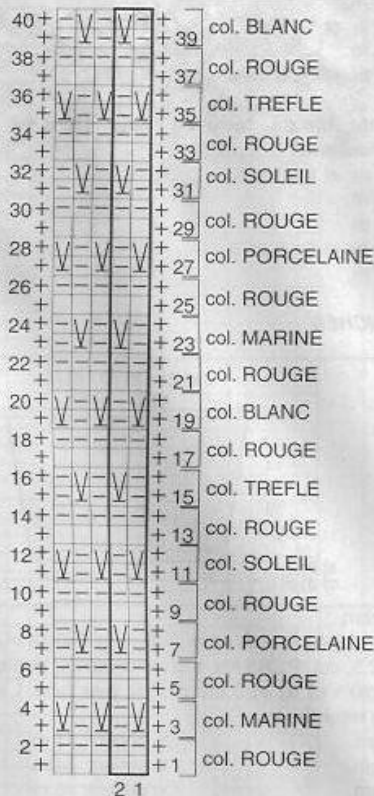 40 + + 39 col. BLANC
38 + + 37 col. ROUGE
36 + + 35 col. TREFLE
34 + + 33 col. ROUGE
32 + + 31 col. SOLEIL
30 + + 29 col. ROUGE
28 + + 27 col. PORCELAINE
26 + + 25 col. ROUGE
24 + + 23 col. MARINE
22 + + 21 col. ROUGE
20 + + 19 col. BLANC
18 + + 17 col. ROUGE
16 + + 15 col. TREFLE
14 + + 13 col. ROUGE
12 + + 11 col. SOLEIL
10 + + 9 col. ROUGE
8 + + 7 col. PORCELAINE
6 + + 5 col. ROUGE
4 + + 3 col. MARINE
2 + + 1 col. ROUGE
2 1